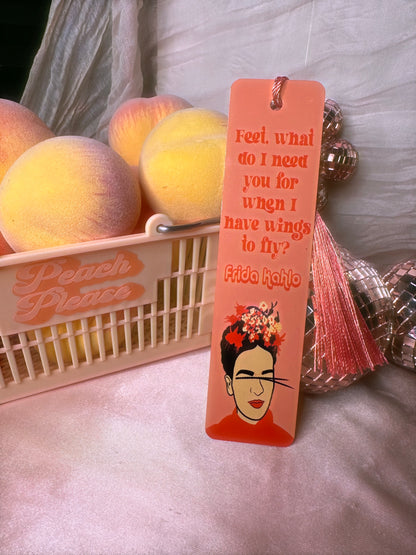 Feet, what
do I need
you for
when I
have wings
to fly?
Frida Kahlo
Peach
Please